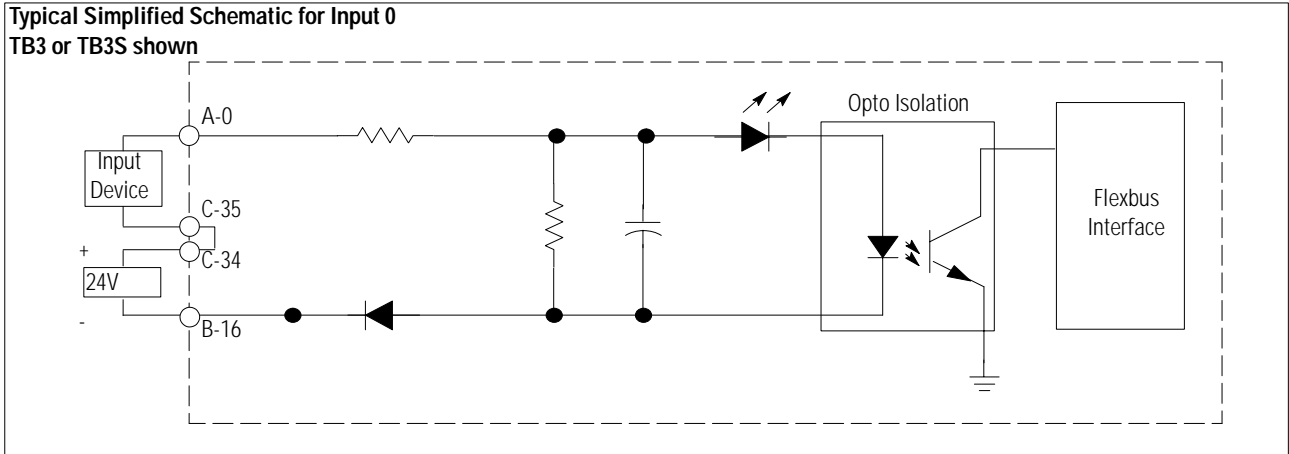 Typical Simplified Schematic for Input 0
TB3 or TB3S shown
A-0
Opto Isolation
Input
Device
Flexbus
Interface
C-35
+
C-34
24V
-
B-16